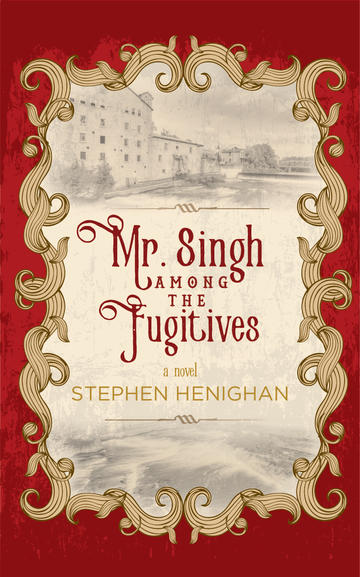 Mr. Singh
AMONG
THE
Fugitives
a novel
STEPHEN HENIGHAN